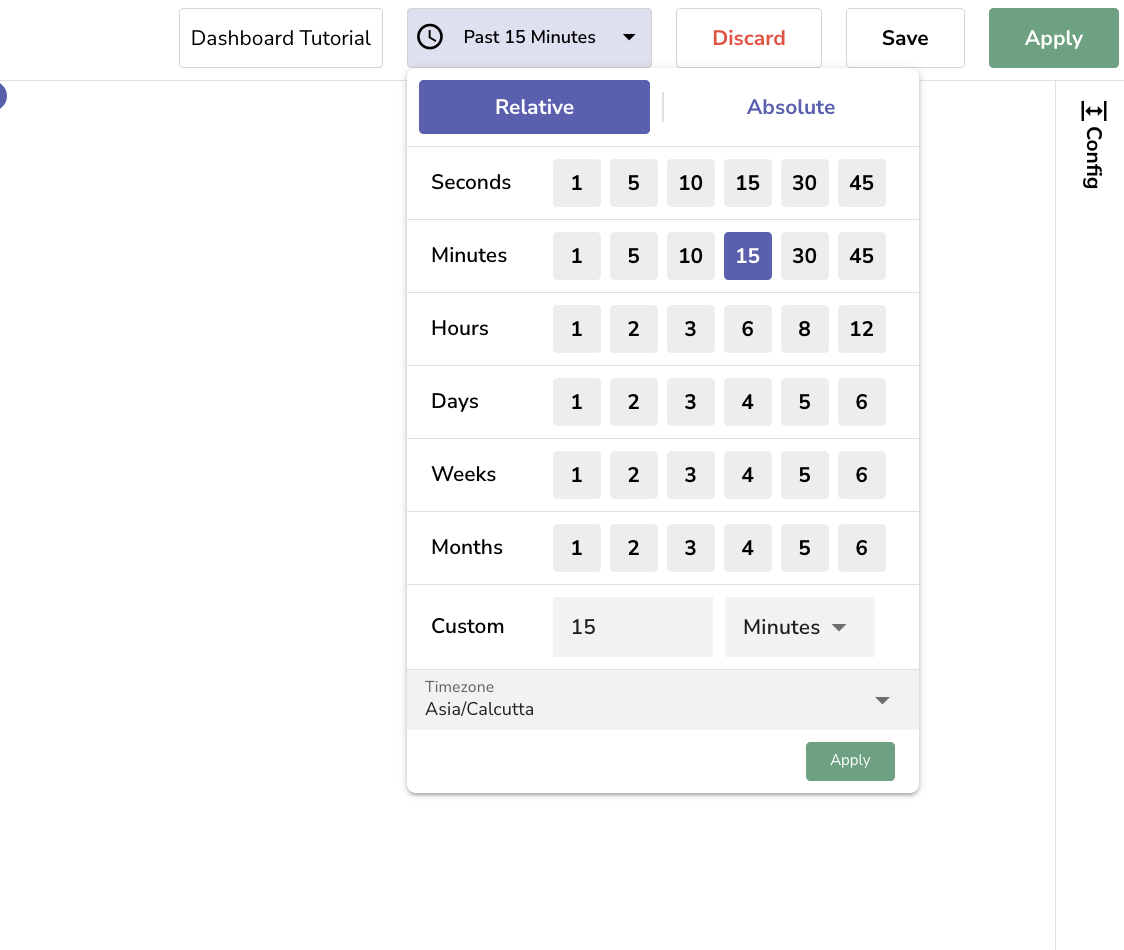 Dashboard Tutorial Past 15 Minutes Discard Save Apply
Relative Absolute
Config
Seconds 1 5 10 15 30 45
Minutes 1 5 10 15 30 45
Hours 1 2 3 6 8 12
Days 1 2 3 4 5 6
Weeks 1 2 3 4 5 6
Months 1 2 3 4 5 6
Custom 15 Minutes
Timezone
Asia/Calcutta
Apply